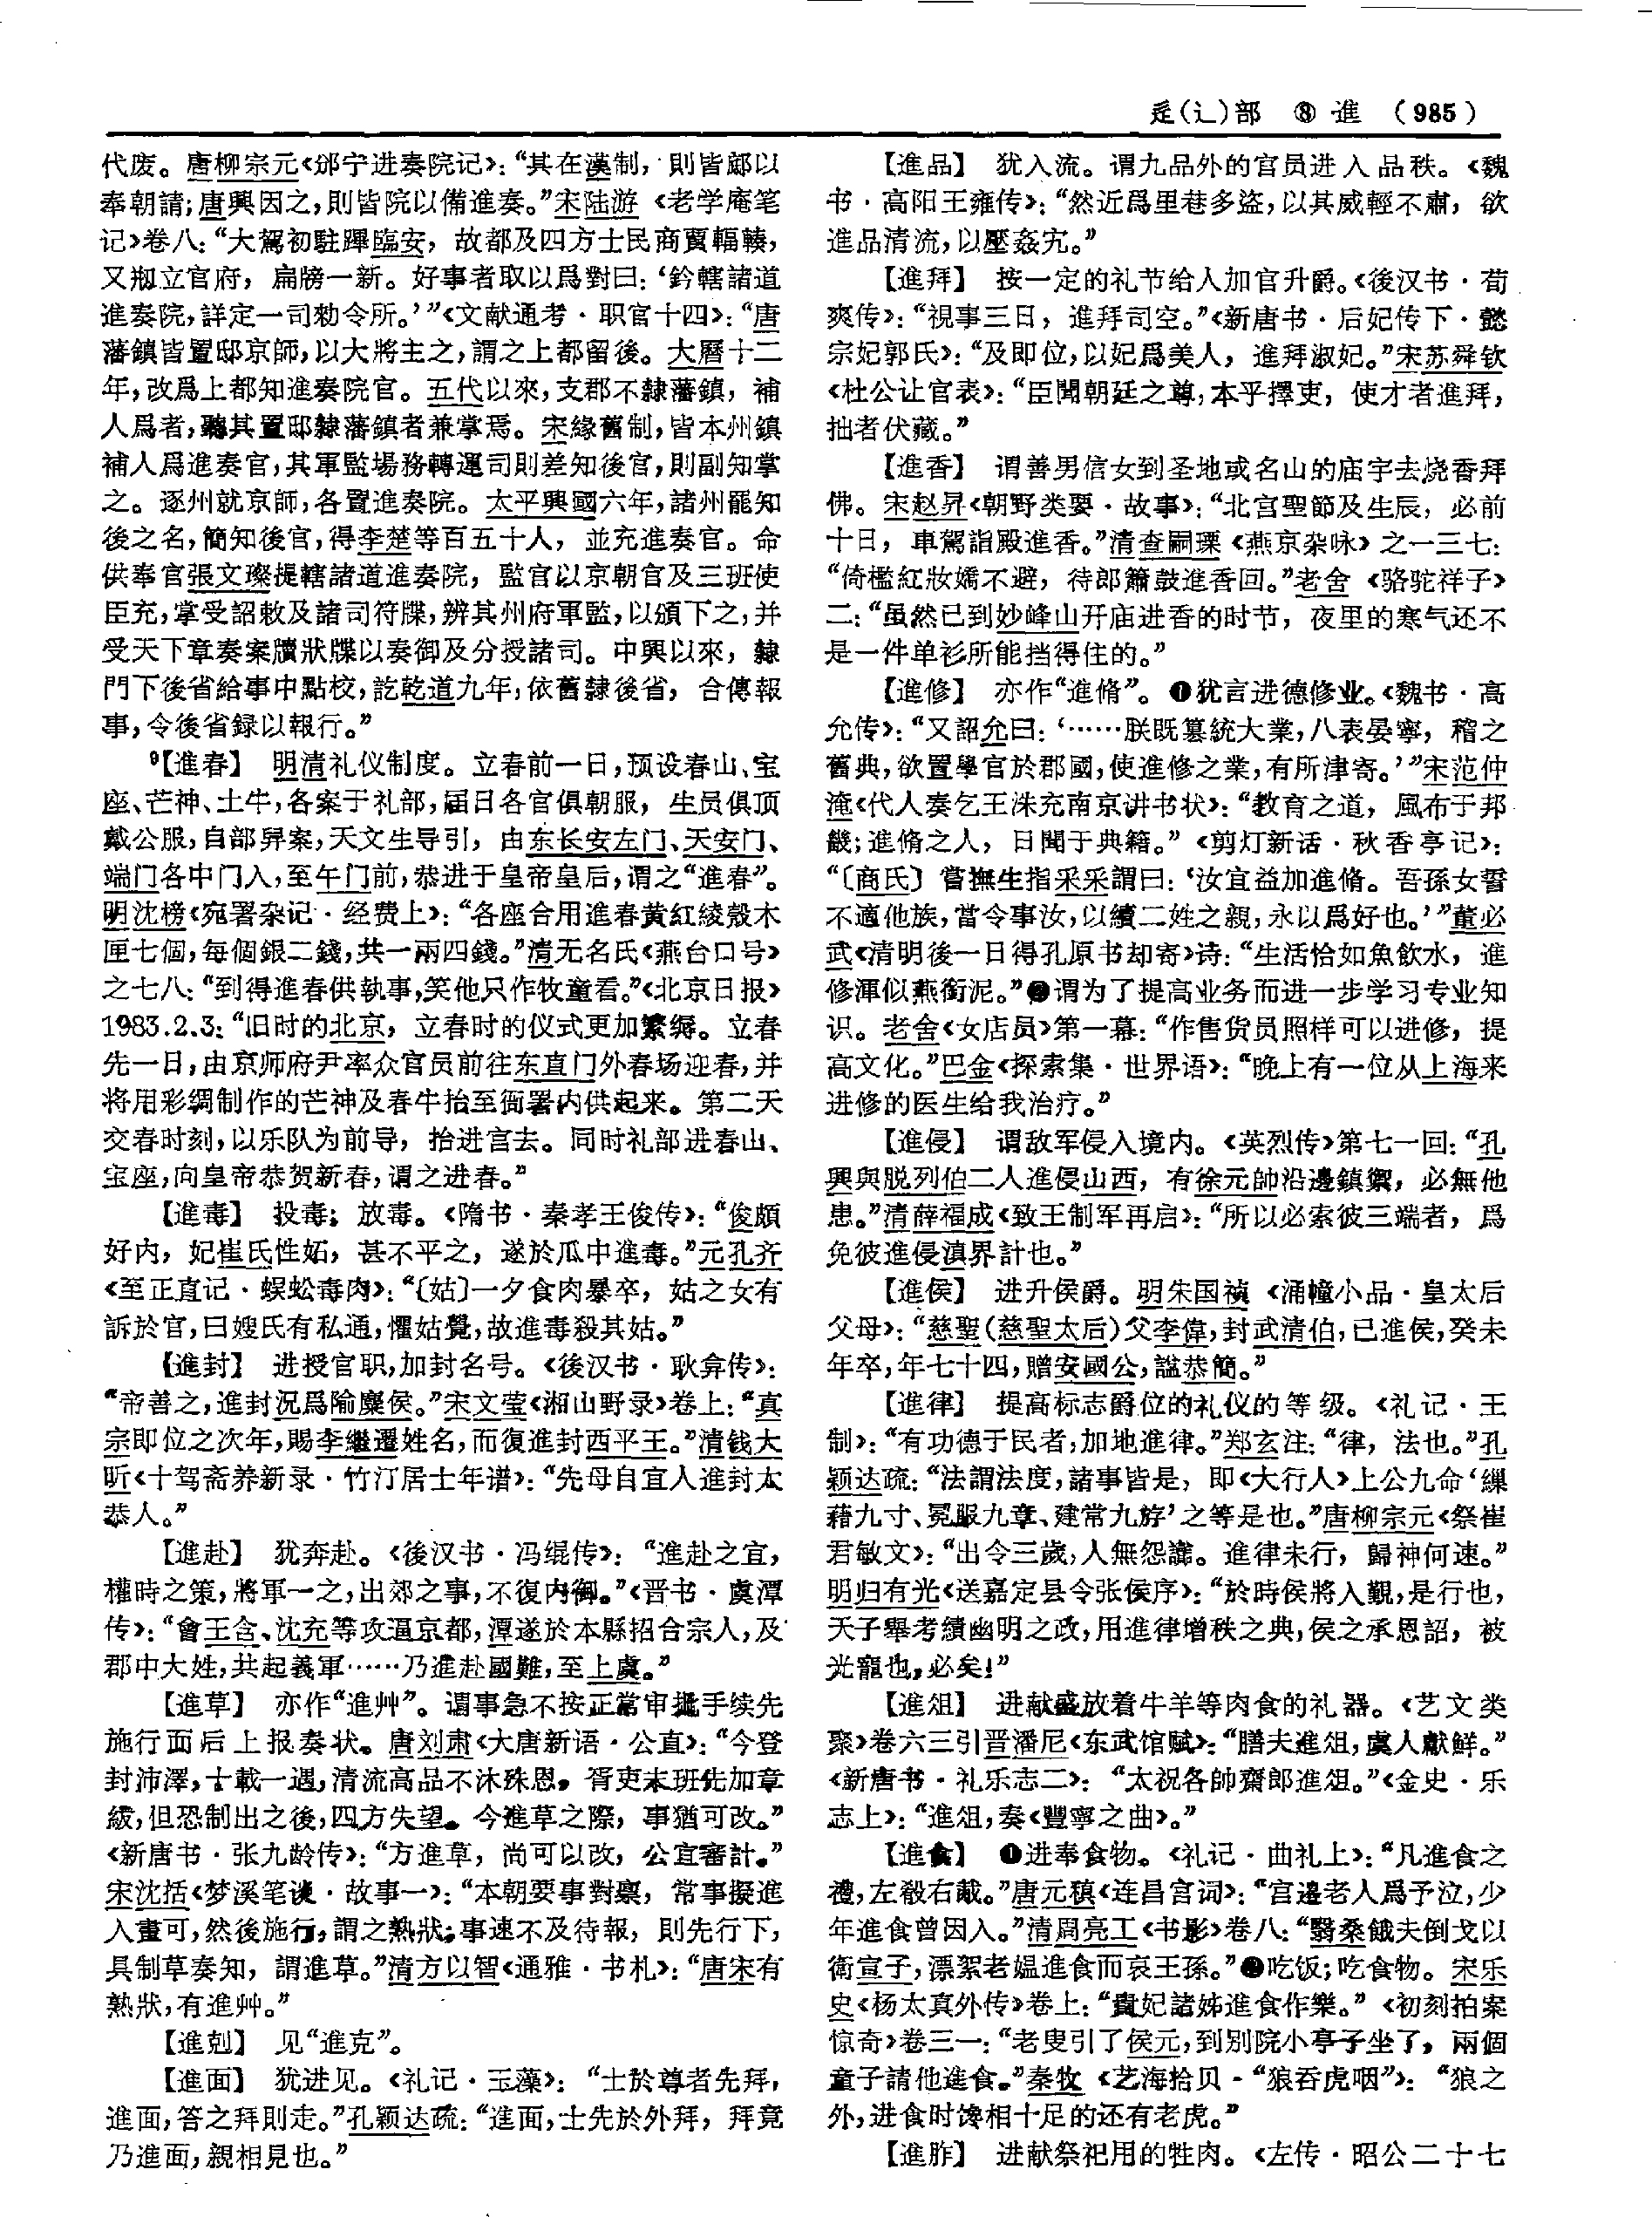 辵(辶)部　⑧　進　(985)
代废。唐柳宗元《邠宁进奏院记》：“其在漢制，則皆邸以
奉朝請；唐興因之，則皆院以備進奏。”宋陆游《老学庵笔
记》卷八：“大駕初駐蹕臨安，故都及四方士民商賈輻輳，
又剏立官府，扁牓一新。好事者取以爲對曰：‘鈐轄諸道
進奏院，詳定一司勑令所。’”《文献通考·职官十四》：“唐
藩鎮皆置邸京師，以大將主之，謂之上都留後。大曆十二
年，改爲上都知進奏院官。五代以來，支郡不隸藩鎮，補
人爲者，聽其置邸隸藩鎮者兼掌焉。宋緣舊制，皆本州鎮
補人爲進奏官，其軍監場務轉運司則差知後官，則副知掌
之。逐州就京師，各置進奏院。太平興國六年，諸州罷知
後之名，簡知後官，得李楚等百五十人，並充進奏官。命
供奉官張文璨提轄諸道進奏院，監官以京朝官及三班使
臣充，掌受詔敕及諸司符牒，辨其州府軍監，以頒下之，并
受天下章奏案牘狀牒以奏御及分授諸司。中興以來，隸
門下後省給事中點校，訖乾道九年，依舊隸後省，合傳報
事，令後省録以報行。”
⁹【進春】　明清礼仪制度。立春前一日，预设春山、宝
座、芒神、土牛，各案于礼部，届日各官俱朝服，生员俱顶
戴公服，自部舁案，天文生导引，由东长安左门、天安门、
端门各中门入，至午门前，恭进于皇帝皇后，谓之“進春”。
明沈榜《宛署杂记·经费上》：“各座合用進春黄紅綾殼木
匣七個，每個銀二錢，共一兩四錢。”清无名氏《燕台口号》
之七八：“到得進春供執事，笑他只作牧童看。”《北京日报》
1983.2.3：“旧时的北京，立春时的仪式更加繁缛。立春
先一日，由京师府尹率众官员前往东直门外春场迎春，并
将用彩绸制作的芒神及春牛抬至衙署内供起来。第二天
交春时刻，以乐队为前导，抬进宫去。同时礼部进春山、
宝座，向皇帝恭贺新春，谓之进春。”
【進毒】　投毒；放毒。《隋书·秦孝王俊传》：“俊頗
好内，妃崔氏性妬，甚不平之，遂於瓜中進毒。”元孔齐
《至正直记·蜈蚣毒肉》：“〔姑〕一夕食肉暴卒，姑之女有
訴於官，曰嫂氏有私通，懼姑覺，故進毒殺其姑。”
【進封】　进授官职，加封名号。《後汉书·耿弇传》：
“帝善之，進封况爲隃麋侯。”宋文莹《湘山野录》卷上：“真
宗即位之次年，賜李繼遷姓名，而復進封西平王。”清钱大
昕《十驾斋养新录·竹汀居士年谱》：“先母自宜人進封太
恭人。”
【進赴】　犹奔赴。《後汉书·冯绲传》：“進赴之宜，
權時之策，將軍一之，出郊之事，不復内御。”《晋书·虞潭
传》：“會王含、沈充等攻逼京都，潭遂於本縣招合宗人，及
郡中大姓，共起義軍……乃進赴國難，至上虞。”
【進草】　亦作“進艸”。谓事急不按正常审批手续先
施行而后上报奏状。唐刘肃《大唐新语·公直》：“今登
封沛澤，十載一遇，清流高品不沐殊恩，胥吏末班先加章
紱，但恐制出之後，四方失望。今進草之際，事猶可改。”
《新唐书·张九龄传》：“方進草，尚可以改，公宜審計。”
宋沈括《梦溪笔谈·故事一》：“本朝要事對稟，常事擬進
入畫可，然後施行，謂之熟狀；事速不及待報，則先行下，
具制草奏知，謂進草。”清方以智《通雅·书札》：“唐宋有
熟狀，有進艸。”
【進剋】　见“進克”。
【進面】　犹进见。《礼记·玉藻》：“士於尊者先拜，
進面，答之拜則走。”孔颖达疏：“進面，士先於外拜，拜竟
乃進面，親相見也。”
【進品】　犹入流。谓九品外的官员进入品秩。《魏
书·高阳王雍传》：“然近爲里巷多盜，以其威輕不肅，欲
進品清流，以壓姦宄。”
【進拜】　按一定的礼节给人加官升爵。《後汉书·荀
爽传》：“視事三日，進拜司空。”《新唐书·后妃传下·懿
宗妃郭氏》：“及即位，以妃爲美人，進拜淑妃。”宋苏舜钦
《杜公让官表》：“臣聞朝廷之尊，本乎擇吏，使才者進拜，
拙者伏藏。”
【進香】　谓善男信女到圣地或名山的庙宇去烧香拜
佛。宋赵昇《朝野类要·故事》：“北宫聖節及生辰，必前
十日，車駕詣殿進香。”清查嗣瑮《燕京杂咏》之一三七：
“倚檻紅妝嬌不避，待郎簫鼓進香回。”老舍《骆驼祥子》
二：“虽然已到妙峰山开庙进香的时节，夜里的寒气还不
是一件单衫所能挡得住的。”
【進修】　亦作“進脩”。❶犹言进德修业。《魏书·高
允传》：“又詔允曰：‘……朕既篡統大業，八表晏寧，稽之
舊典，欲置學官於郡國，使進修之業，有所津寄。’”宋范仲
淹《代人奏乞王洙充南京讲书状》：“教育之道，風布于邦
畿；進脩之人，日聞于典籍。”《剪灯新话·秋香亭记》：
“〔商氏〕嘗撫生指采采謂曰：‘汝宜益加進脩。吾孫女誓
不適他族，當令事汝，以續二姓之親，永以爲好也。’”董必
武《清明後一日得孔原书却寄》诗：“生活恰如魚飲水，進
修渾似燕銜泥。”❷谓为了提高业务而进一步学习专业知
识。老舍《女店员》第一幕：“作售货员照样可以进修，提
高文化。”巴金《探索集·世界语》：“晚上有一位从上海来
进修的医生给我治疗。”
【進侵】　谓敌军侵入境内。《英烈传》第七一回：“孔
興與脱列伯二人進侵山西，有徐元帥沿邊鎮禦，必無他
患。”清薛福成《致王制军再启》：“所以必索彼三端者，爲
免彼進侵滇界計也。”
【進侯】　进升侯爵。明朱国祯《涌幢小品·皇太后
父母》：“慈聖(慈聖太后)父李偉，封武清伯，已進侯，癸未
年卒，年七十四，贈安國公，諡恭簡。”
【進律】　提高标志爵位的礼仪的等级。《礼记·王
制》：“有功德于民者，加地進律。”郑玄注：“律，法也。”孔
颖达疏：“法謂法度，諸事皆是，即《大行人》上公九命‘繅
藉九寸、冕服九章、建常九斿’之等是也。”唐柳宗元《祭崔
君敏文》：“出令三歲，人無怨讟。進律未行，歸神何速。”
明归有光《送嘉定县令张侯序》：“於時侯將入覲，是行也，
天子舉考績幽明之政，用進律增秩之典，侯之承恩詔，被
光寵也，必矣！”
【進俎】　进献盛放着牛羊等肉食的礼器。《艺文类
聚》卷六三引晋潘尼《东武馆赋》：“膳夫進俎，虞人獻鮮。”
《新唐书·礼乐志二》：“太祝各帥齋郎進俎。”《金史·乐
志上》：“進俎，奏《豐寧之曲》。”
【進食】　❶进奉食物。《礼记·曲礼上》：“凡進食之
禮，左殽右胾。”唐元稹《连昌宫词》：“宫邊老人爲予泣，少
年進食曾因入。”清周亮工《书影》卷八：“翳桑餓夫倒戈以
衛宣子，漂絮老媼進食而哀王孫。”❷吃饭；吃食物。宋乐
史《杨太真外传》卷上：“貴妃諸姊進食作樂。”《初刻拍案
惊奇》卷三一：“老叟引了侯元，到别院小亭子坐了，兩個
童子請他進食。”秦牧《艺海拾贝·“狼吞虎咽”》：“狼之
外，进食时馋相十足的还有老虎。”
【進胙】　进献祭祀用的牲肉。《左传·昭公二十七